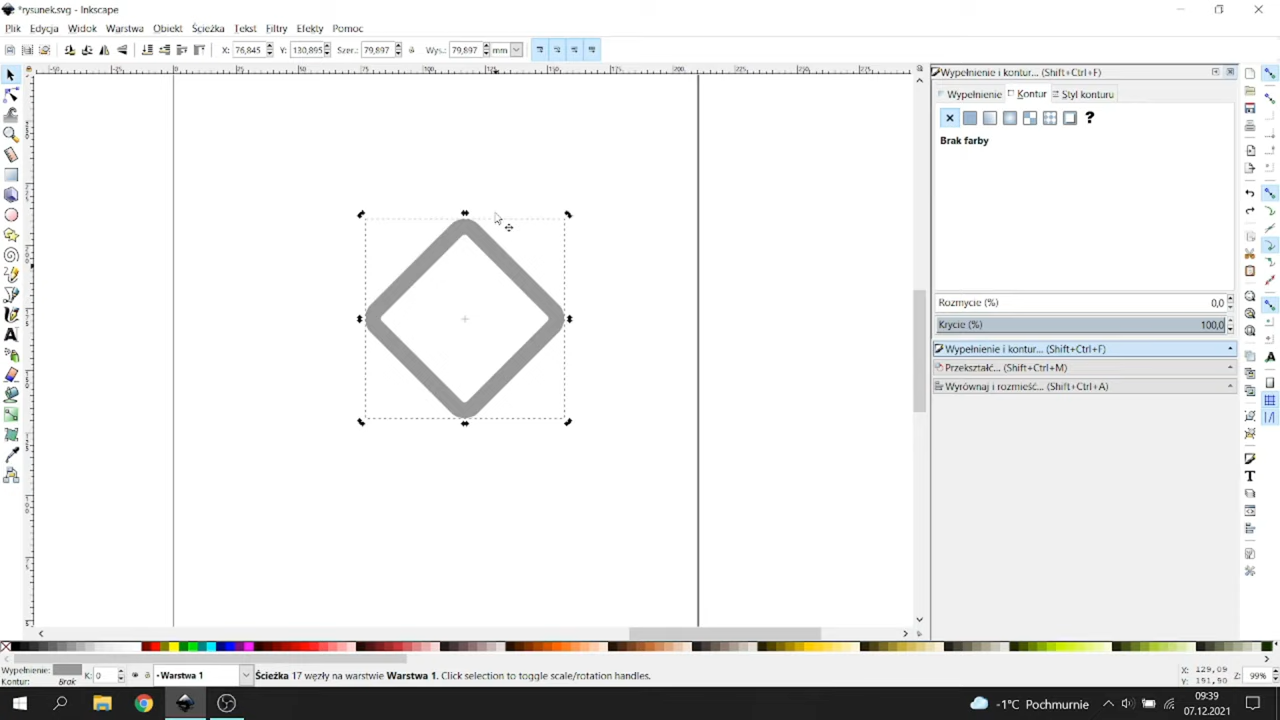 *rysunek.svg - Inkscape
Plik Edycja Widok Warstwa Obiekt Ścieżka Tekst Filtry Efekty Pomoc
X: 76,845 Y: 130,895 Szer.: 79,897 Wys.: 79,897 mm
Wypełnienie i kontur... (Shift+Ctrl+F)
Wypełnienie Kontur Styl konturu
?
Brak farby
Rozmycie (%) 0,0
Krycie (%) 100,0
Wypełnienie i kontur... (Shift+Ctrl+F)
Przekształć... (Shift+Ctrl+M)
Wyrównaj i rozmieść... (Shift+Ctrl+A)
Wypełnienie:
Kontur: Brak
K: 0
Warstwa 1
Ścieżka 17 węzły na warstwie Warstwa 1. Click selection to toggle scale/rotation handles.
X: 129,09
Y: 191,90
Z: 99%
-1°C Pochmurnie
09:39
07.12.2021